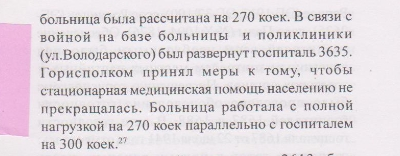 больница была рассчитана на 270 коек. В связи с
войной на базе больницы и поликлиники
(ул.Володарского) был развернут госпиталь 3635.
Горисполком принял меры к тому, чтобы
стационарная медицинская помощь населению не
прекращалась. Больница работала с полной
нагрузкой на 270 коек параллельно с госпиталем
на 300 коек.²⁷